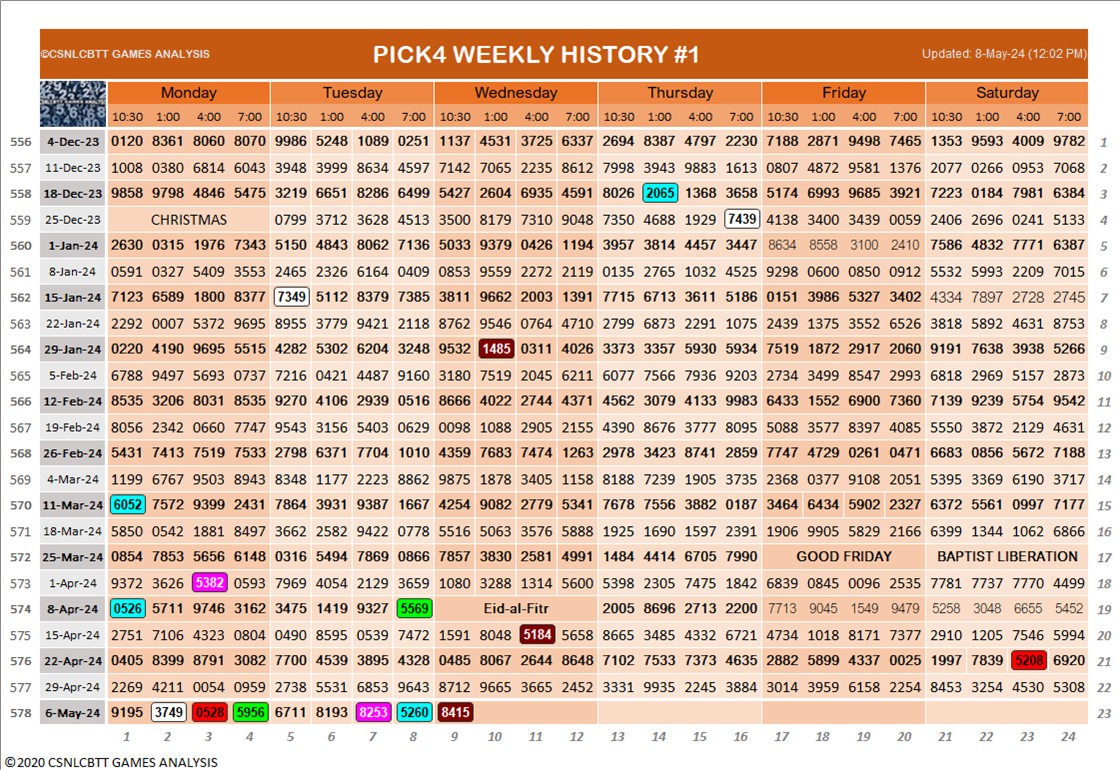 ©CSNLCBTT GAMES ANALYSIS PICK4 WEEKLY HISTORY #1 Updated: 8-May-24 (12:02 PM)
Monday Tuesday Wednesday Thursday Friday Saturday
10:30 1:00 4:00 7:00 10:30 1:00 4:00 8:00 10:30 10:00 4:00 7:00 10:30 1:00 4:00 7:00 10:30 1:00 4:00 7:00 10:30 1:00 4:00 7:00
556 4-Dec-23 0120 8361 8060 8070 9986 5248 1089 0251 1137 4531 3725 6337 2694 8387 4797 2230 7188 2871 9498 7465 1353 9593 4009 9782 1
557 11-Dec-23 1008 0380 6814 6043 3948 3999 8634 4597 7142 7065 2235 8612 7998 3943 9883 1613 0807 4872 9581 1376 2077 0266 0953 7068 2
558 18-Dec-23 9858 9798 4846 5475 3219 6651 8286 6499 5427 2604 6935 4591 8026 2065 1368 3658 5174 6993 9685 3921 7223 0184 7981 6384 3
559 25-Dec-23 CHRISTMAS 0799 3712 3628 4513 3500 8179 7310 9048 7350 4688 1929 7439 4138 3400 3439 0059 2406 2696 0241 5133 4
560 1-Jan-24 2630 0315 1976 7343 5150 4843 8062 7136 5033 9379 0426 1194 3957 3814 4457 3447 8634 8558 3100 2410 7586 4832 7771 6387 5
561 8-Jan-24 0591 0327 5409 3553 2465 2326 6164 0409 0853 9559 2272 2119 0135 2765 1032 4525 9298 0600 0850 0912 5532 5993 2209 7015 6
562 15-Jan-24 7123 6589 1800 8377 7349 5112 8379 7385 3811 9662 2003 1391 7715 6713 3611 5186 0151 3986 5327 3402 4334 7897 2728 2745 7
563 22-Jan-24 2292 0007 5372 9695 8955 3779 9421 2118 8762 9546 0764 4710 2799 6873 2291 1075 2439 1375 3552 6526 3818 5892 4631 8753 8
564 29-Jan-24 0220 4190 9695 5515 4282 5302 6204 3248 9532 1485 0311 4026 3373 3357 5930 5934 7519 1872 2917 2060 9191 7638 3938 5266 9
565 5-Feb-24 6788 9497 5693 0737 7216 0421 4487 9160 3180 7519 2045 6211 6077 7566 7936 9203 2734 3499 8547 2993 6818 2969 5157 2873 10
566 12-Feb-24 8535 3206 8031 8535 9270 4106 2939 0516 8666 4022 2744 4371 4562 3079 4133 9983 6433 1552 6900 7360 7139 9239 5754 9542 11
567 19-Feb-24 8056 2342 0660 7747 9543 3156 5403 0629 0098 1088 2905 2155 4390 8676 3777 8095 5088 3577 8397 4085 5550 3872 2129 4631 12
568 26-Feb-24 5431 7413 7519 7533 2798 6371 7704 1010 4359 7683 7474 1263 2978 3423 8741 2859 7747 4729 0261 0471 6683 0856 5672 7188 13
569 4-Mar-24 1199 6767 9503 8943 8348 1177 2223 8862 9875 1878 3405 1158 8188 7239 1905 3735 2368 0377 9108 2051 5395 3369 6190 3717 14
570 11-Mar-24 6052 7572 9399 2431 7864 3931 9387 1667 4254 9082 2779 5341 7678 7556 3882 0187 3464 6434 5902 2327 6372 5561 0997 7177 15
571 18-Mar-24 5850 0542 1881 8497 3662 2582 9422 0778 5516 5063 3576 5888 1925 1690 1597 2391 1906 9905 5829 2166 6399 1344 1062 6866 16
572 25-Mar-24 0854 7853 5656 6148 0316 5494 7869 0866 7857 3830 2581 4991 1484 4414 6705 7990 GOOD FRIDAY BAPTIST LIBERATION 17
573 1-Apr-24 9372 3626 5382 0593 7969 4054 2129 3659 1080 3288 1314 5600 5398 2305 7475 1842 6839 0845 0096 5535 7781 7737 7770 4499 18
574 8-Apr-24 0526 5711 9746 3162 3475 1419 9327 5569 Eid-al-Fitr 2005 8696 2713 2200 7713 9045 1549 9479 5258 3048 6655 5452 19
575 15-Apr-24 2751 7106 4323 0804 0490 8595 0539 7472 1591 8048 5184 5658 8665 3485 4332 6721 4734 1018 8171 7377 2910 1205 7546 5994 20
576 22-Apr-24 0405 8399 8791 3082 7700 4539 3895 4328 0485 8067 2644 8648 7102 7533 7373 4635 2882 5899 4337 0025 1997 7839 5208 6920 21
577 29-Apr-24 2269 4211 0054 0959 2738 5531 6853 9643 8712 9665 3665 2452 3331 9935 2245 3884 3014 3959 6158 2254 8453 3254 4530 5308 22
578 6-May-24 9195 3749 0528 5956 6711 8193 8253 5260 8415 23
1 2 3 4 5 6 7 8 9 10 11 12 13 14 15 16 17 18 19 20 21 22 23 24
©2020 CSNLCBTT GAMES ANALYSIS